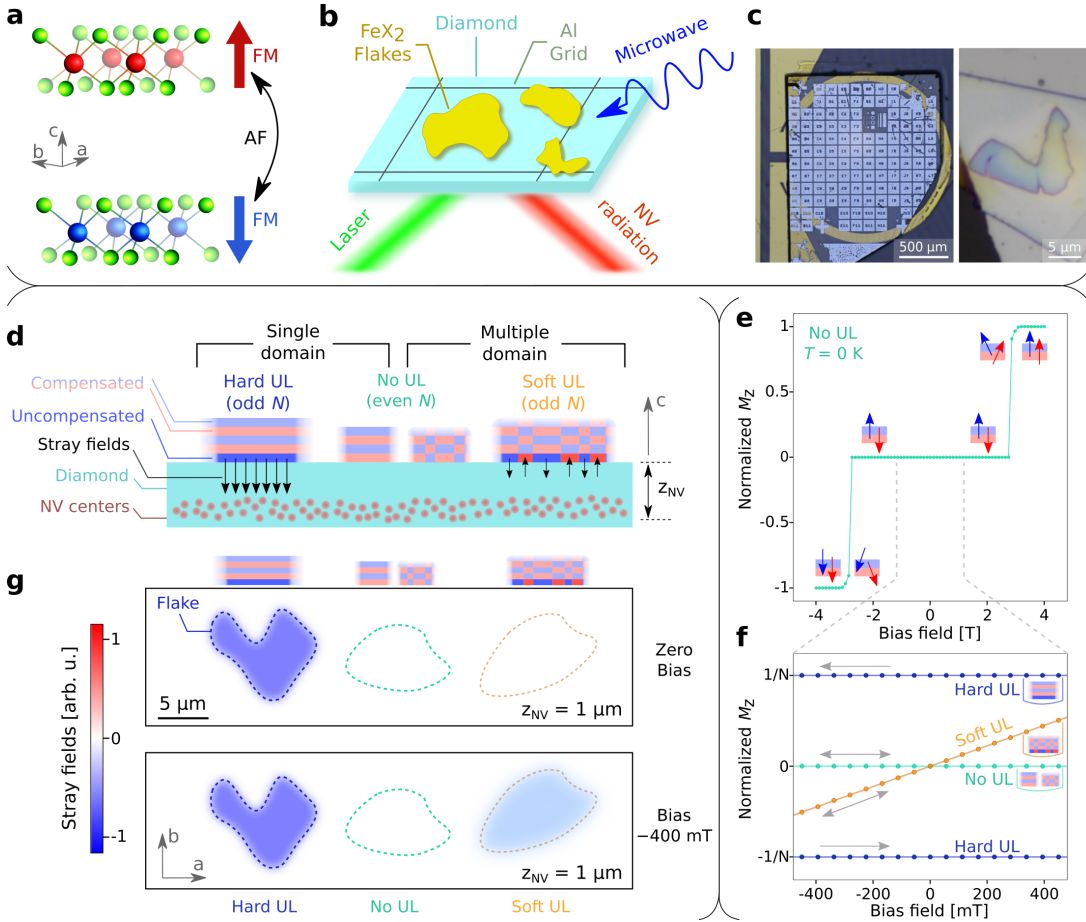 a
FM
AF
c
b
a
FM
b
FeX2
Flakes
Diamond
Al
Grid
Microwave
Laser
NV
radiation
c
500 µm
5 µm
d
Single
domain
Multiple
domain
Compensated
Uncompensated
Stray fields
Diamond
NV centers
Hard UL
(odd N)
No UL
(even N)
Soft UL
(odd N)
c
zNV
e
No UL
T = 0 K
Normalized Mz
1
0.5
0
-0.5
-1
-4
-2
0
2
4
Bias field [T]
f
Normalized Mz
1/N
0
-1/N
Hard UL
Soft UL
No UL
Hard UL
-400
-200
0
200
400
Bias field [mT]
g
Stray fields [arb. u.]
1
0
-1
Flake
5 µm
zNV = 1 µm
Zero
Bias
b
a
zNV = 1 µm
Bias
−400 mT
Hard UL
No UL
Soft UL